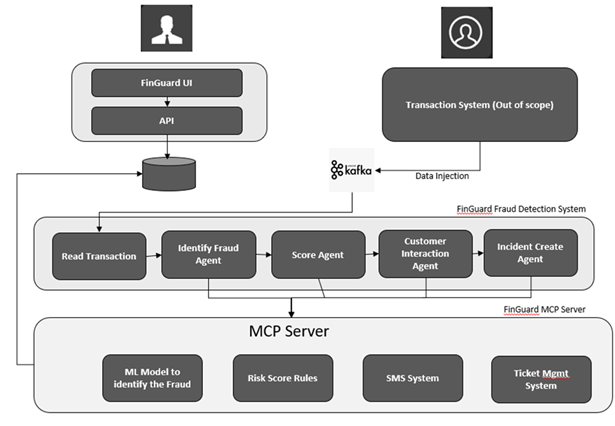 FinGuard UI
API
Transaction System (Out of scope)
kafka
Data Injection
FinGuard Fraud Detection System
Read Transaction
Identify Fraud
Agent
Score Agent
Customer
Interaction
Agent
Incident Create
Agent
FinGuard MCP Server
MCP Server
ML Model to
identify the Fraud
Risk Score Rules
SMS System
Ticket Mgmt
System